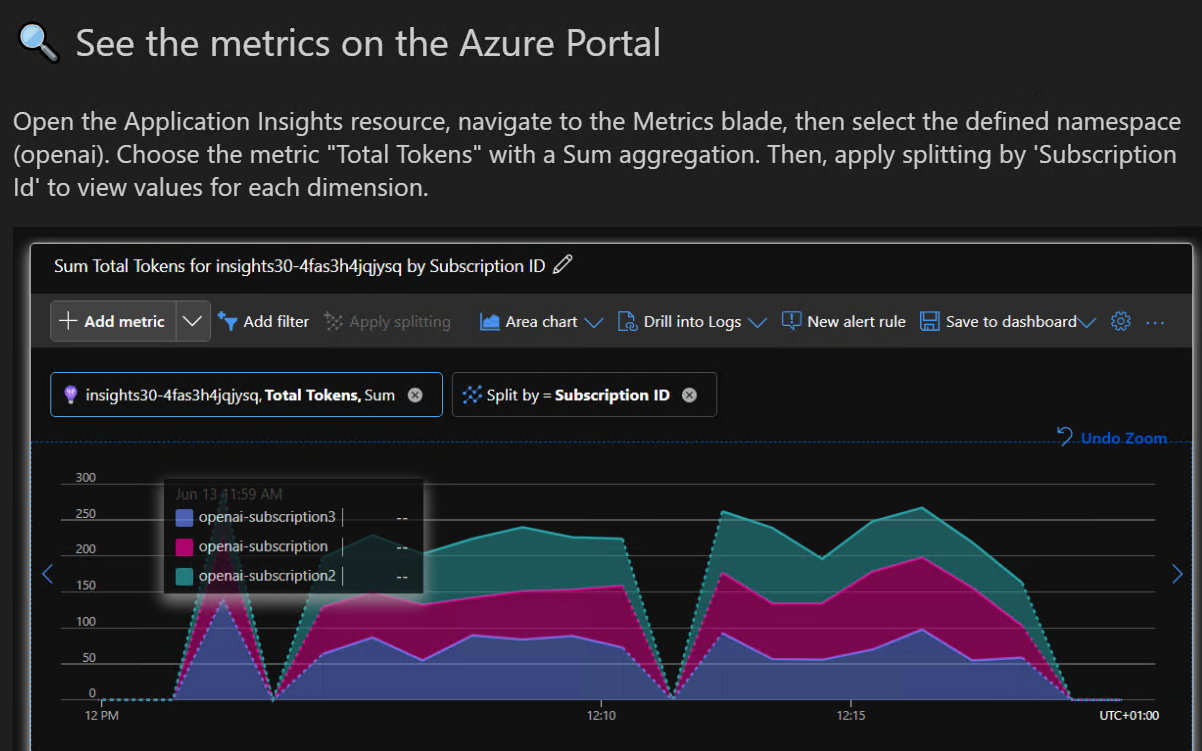 See the metrics on the Azure Portal
Open the Application Insights resource, navigate to the Metrics blade, then select the defined namespace
(openai). Choose the metric "Total Tokens" with a Sum aggregation. Then, apply splitting by 'Subscription
Id' to view values for each dimension.
Sum Total Tokens for insights30-4fas3h4jqjysq by Subscription ID
Add metric Add filter Apply splitting Area chart Drill into Logs New alert rule Save to dashboard ...
insights30-4fas3h4jqjysq, Total Tokens, Sum Split by = Subscription ID
Undo Zoom
300
250
200
150
100
50
0
Jun 13 11:59 AM
openai-subscription3 | --
openai-subscription | --
openai-subscription2 | --
12 PM 12:10 12:15 UTC+01:00